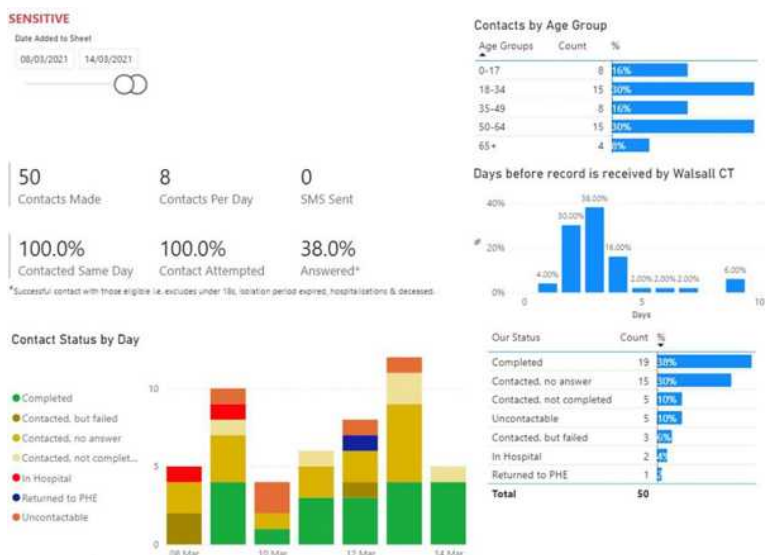 SENSITIVE
Date Added to Sheet
08/03/2021 14/03/2021
50 8 0
Contacts Made Contacts Per Day SMS Sent
100.0% 100.0% 38.0%
Contacted Same Day Contact Attempted Answered*
*Successful contact with those eligible i.e. excludes under 18s, isolation period expired, hospitalisations & deceased.
Contacts by Age Group
Age Groups Count %
0-17 8 16%
18-34 15 30%
35-49 8 16%
50-64 15 30%
65+ 4 8%
Days before record is received by Walsall CT
40%
20%
0%
%
4.00% 30.00% 38.00% 16.00% 2.00% 2.00% 2.00% 6.00%
0 5 10
Days
Contact Status by Day
Completed
Contacted, but failed
Contacted, no answer
Contacted, not complet...
In Hospital
Returned to PHE
Uncontactable
10
5
0
08 Mar 10 Mar 12 Mar 14 Mar
Our Status Count %
Completed 19 38%
Contacted, no answer 15 30%
Contacted, not completed 5 10%
Uncontactable 5 10%
Contacted, but failed 3 6%
In Hospital 2 4%
Returned to PHE 1
Total 50